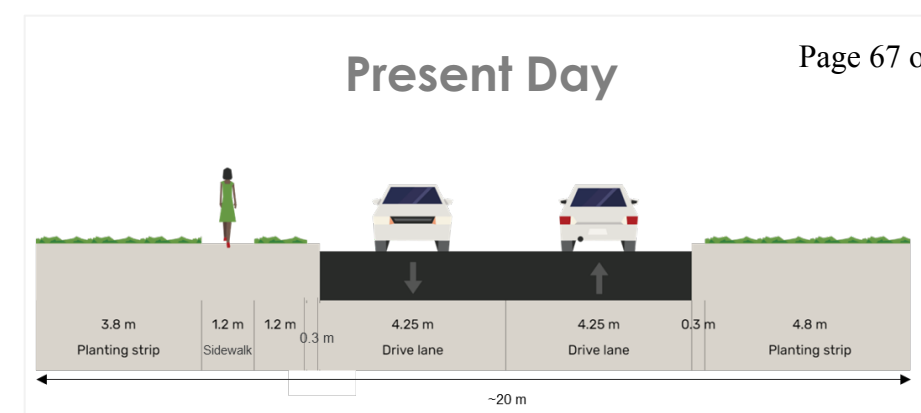 Present Day
Page 67 o
3.8 m
Planting strip
1.2 m
Sidewalk
1.2 m
0.3 m
4.25 m
Drive lane
4.25 m
Drive lane
0.3 m
4.8 m
Planting strip
~20 m